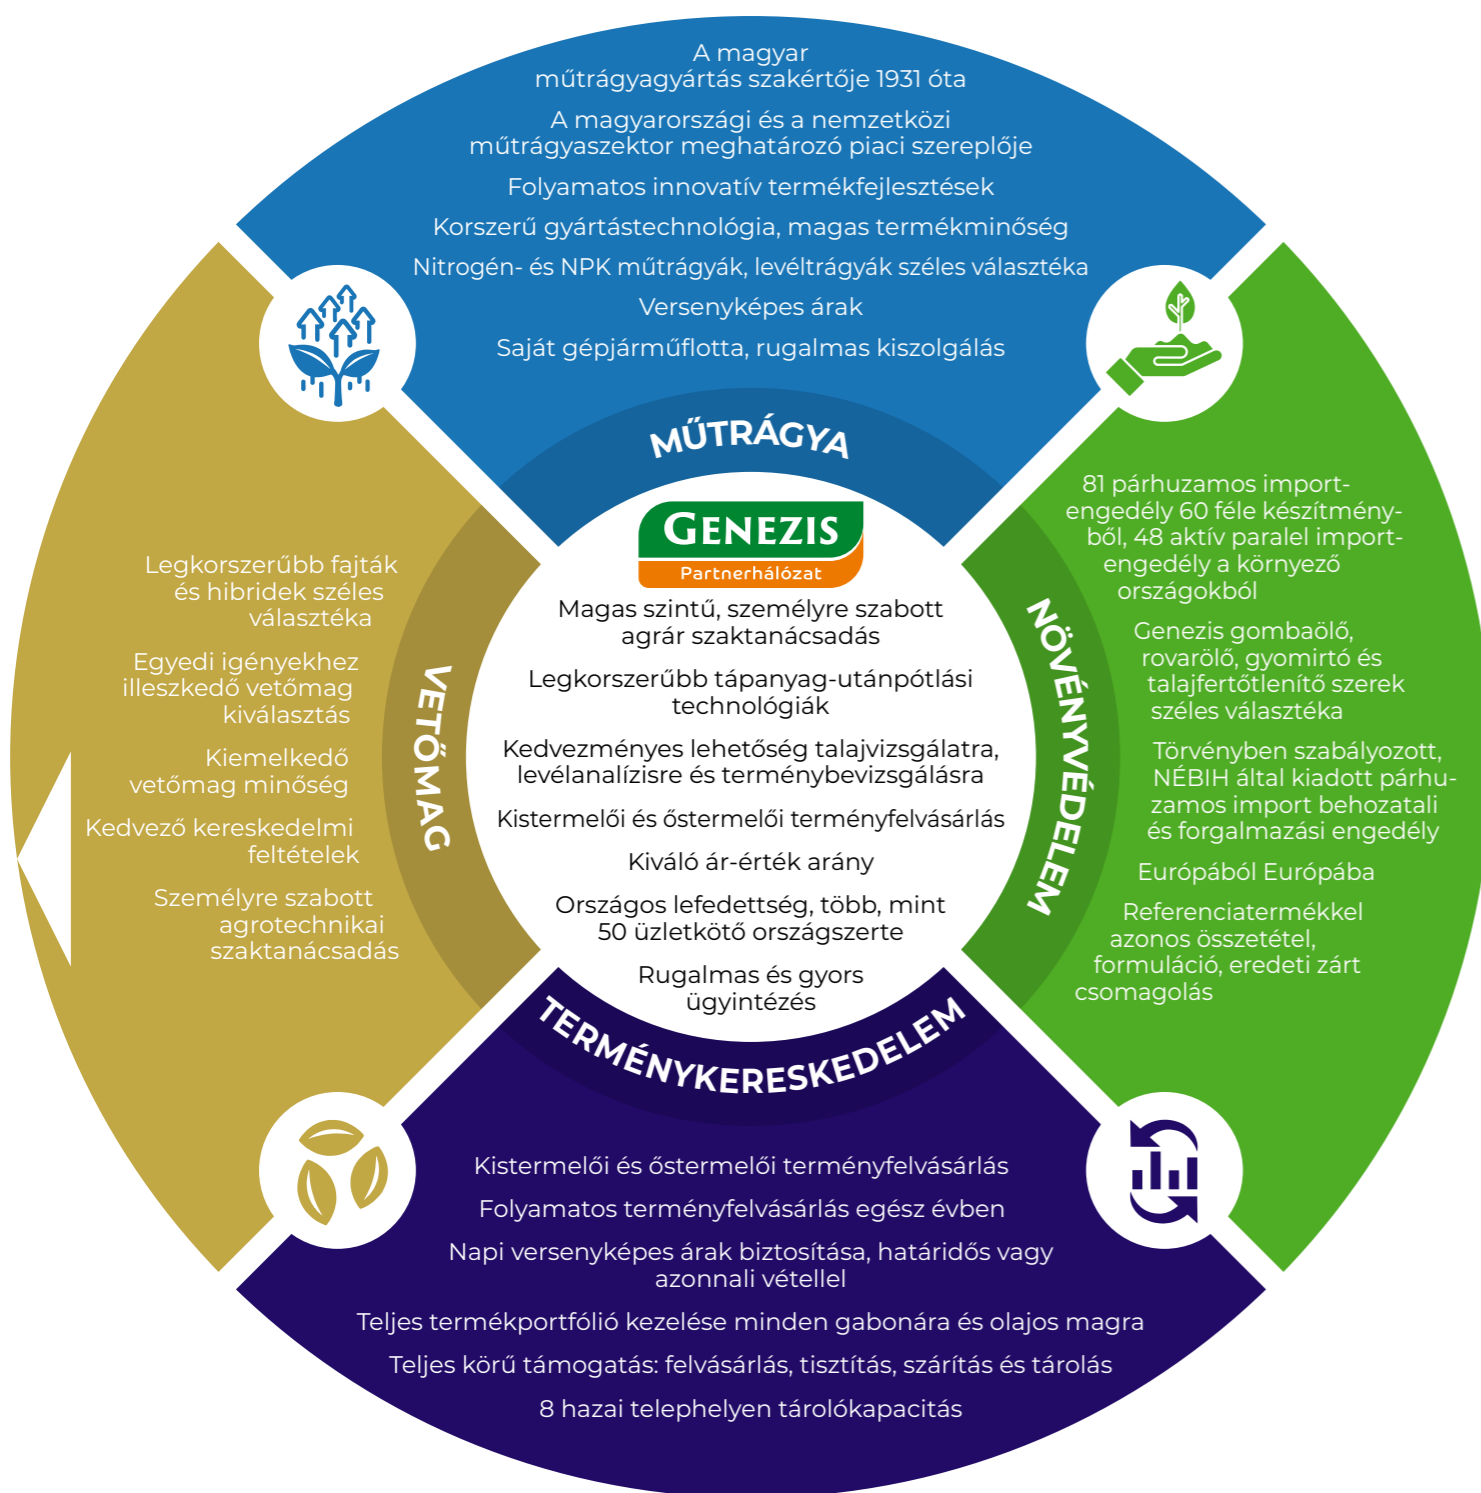 A magyar
műtrágyagyártás szakértője 1931 óta
A magyarországi és a nemzetközi
műtrágyaszektor meghatározó piaci szereplője
Folyamatos innovatív termékfejlesztések
Korszerű gyártástechnológia, magas termékminőség
Nitrogén- és NPK műtrágyák, levéltrágyák széles választéka
Versenyképes árak
Saját gépjárműflotta, rugalmas kiszolgálás
MŰTRÁGYA
GENEZIS
Partnerhálózat
Magas szintű, személyre szabott
agrár szaktanácsadás
Legkorszerűbb tápanyag-utánpótlási
technológiák
Kedvezményes lehetőség talajvizsgálatra,
levélanalízisre és terménybevizsgálásra
Kistermelői és őstermelői terményfelvásárlás
Kiváló ár-érték arány
Országos lefedettség, több, mint
50 üzletkötő országszerte
Rugalmas és gyors
ügyintézés
VETŐMAG
Legkorszerűbb fajták
és hibridek széles
választéka
Egyedi igényekhez
illeszkedő vetőmag
kiválasztás
Kiemelkedő
vetőmag minőség
Kedvező kereskedelmi
feltételek
Személyre szabott
agrotechnikai
szaktanácsadás
NÖVÉNYVÉDELEM
81 párhuzamos import-
engedély 60 féle készítmény-
ből, 48 aktív paralel import-
engedély a környező
országokból
Genezis gombaölő,
rovarölő, gyomirtó és
talajfertőtlenítő szerek
széles választéka
Törvényben szabályozott,
NÉBIH által kiadott párhu-
zamos import behozatali
és forgalmazási engedély
Európából Európába
Referenciatermékkel
azonos összetétel,
formuláció, eredeti zárt
csomagolás
TERMÉNYKERESKEDELEM
Kistermelői és őstermelői terményfelvásárlás
Folyamatos terményfelvásárlás egész évben
Napi versenyképes árak biztosítása, határidős vagy
azonnali vétellel
Teljes termékportfólió kezelése minden gabonára és olajos magra
Teljes körű támogatás: felvásárlás, tisztítás, szárítás és tárolás
8 hazai telephelyen tárolókapacitás